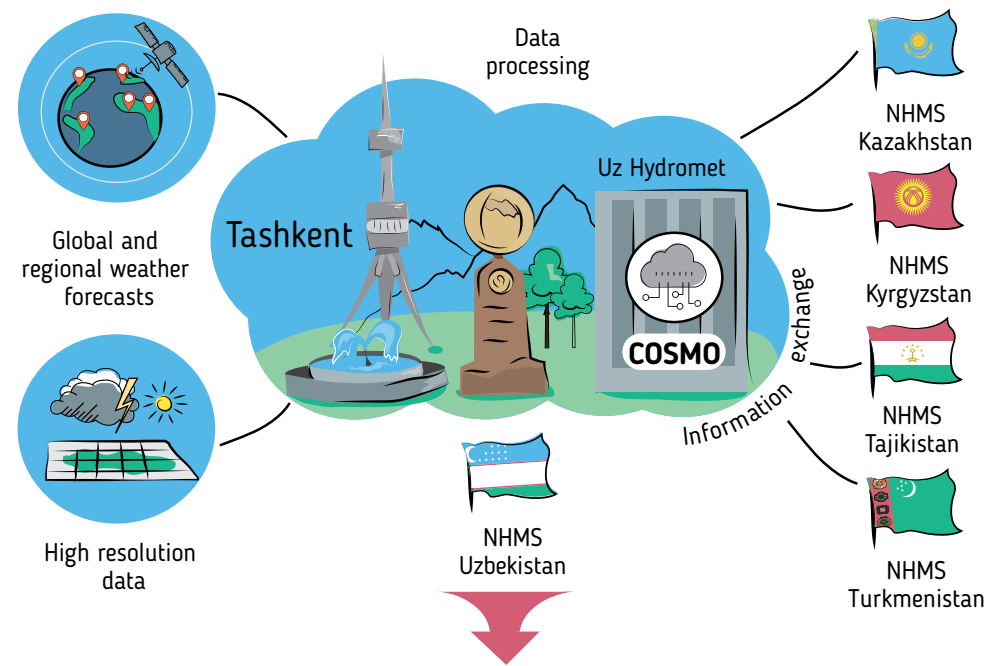 Data
processing
Global and
regional weather
forecasts
High resolution
data
Tashkent
Uz Hydromet
COSMO
Information exchange
NHMS
Uzbekistan
NHMS
Kazakhstan
NHMS
Kyrgyzstan
NHMS
Tajikistan
NHMS
Turkmenistan